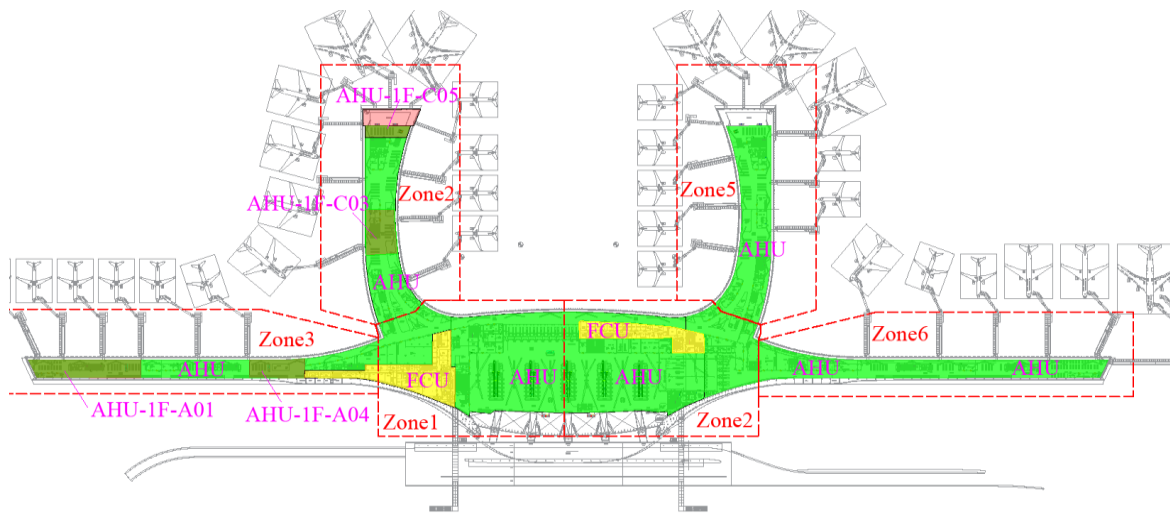 AHU-1F-C05
Zone2
Zone5
AHU-1F-C03
AHU
AHU
Zone3
FCU
Zone6
AHU
FCU
AHU
AHU
AHU
AHU
AHU-1F-A01
AHU-1F-A04
Zone1
Zone2